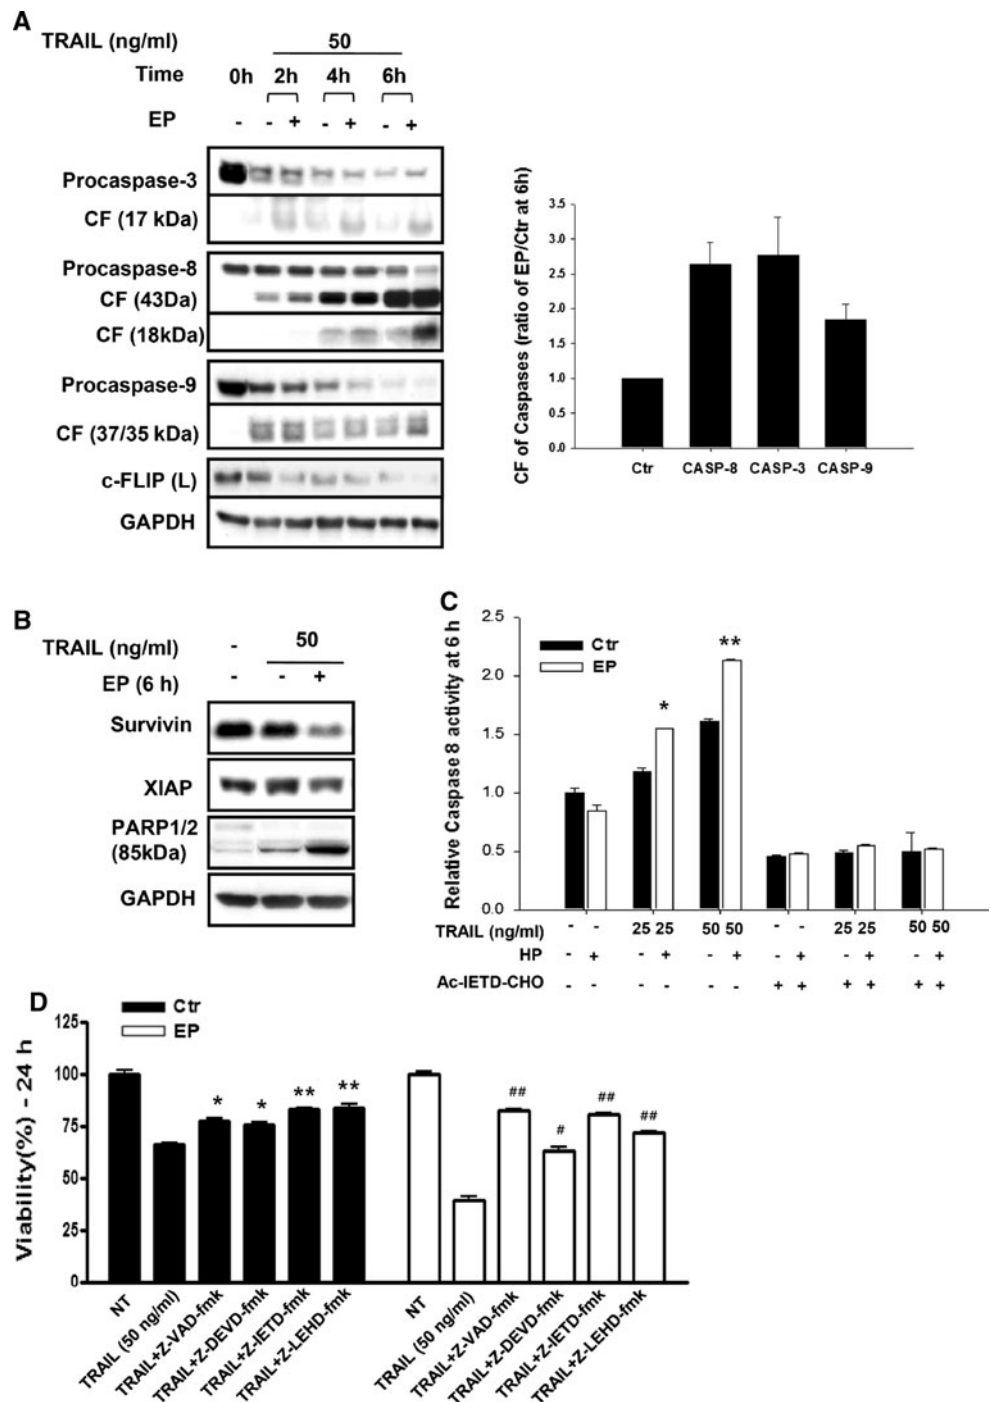 A
TRAIL (ng/ml) 50
Time 0h 2h 4h 6h
EP - - + - + - +
Procaspase-3
CF (17 kDa)
Procaspase-8
CF (43Da)
CF (18kDa)
Procaspase-9
CF (37/35 kDa)
c-FLIP (L)
GAPDH
CF of Caspases (ratio of EP/Ctr at 6h)
3.5
3.0
2.5
2.0
1.5
1.0
0.5
0.0
Ctr CASP-8 CASP-3 CASP-9
B
TRAIL (ng/ml) - 50
EP (6 h) - - +
Survivin
XIAP
PARP1/2
(85kDa)
GAPDH
C
Relative Caspase 8 activity at 6 h
2.5
2.0
1.5
1.0
0.5
0.0
Ctr
EP
*
**
TRAIL (ng/ml) - - 25 25 50 50 - - 25 25 50 50
HP - + - + - + - + - + - +
Ac-IETD-CHO - - - - - - + + + + + +
D
Ctr
EP
Viability(%) - 24 h
125
100
75
50
25
0
* * ** ** ## # ## ##
NT
TRAIL (50 ng/ml)
TRAIL+Z-VAD-fmk
TRAIL+Z-DEVD-fmk
TRAIL+Z-IETD-fmk
TRAIL+Z-LEHD-fmk
NT
TRAIL (50 ng/ml)
TRAIL+Z-VAD-fmk
TRAIL+Z-DEVD-fmk
TRAIL+Z-IETD-fmk
TRAIL+Z-LEHD-fmk